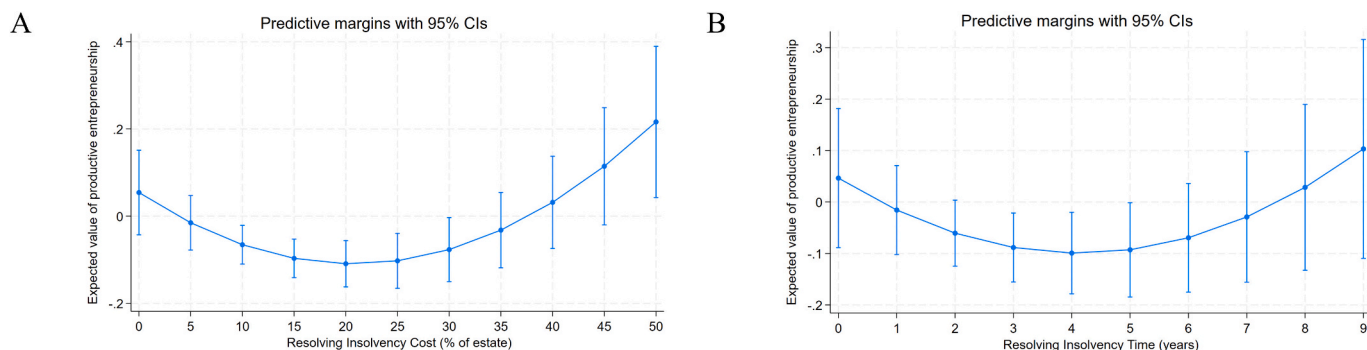 A
Predictive margins with 95% CIs
Expected value of productive entrepreneurship
.4
.2
0
-.2
0 5 10 15 20 25 30 35 40 45 50
Resolving Insolvency Cost (% of estate)
B
Predictive margins with 95% CIs
Expected value of productive entrepreneurship
.3
.2
.1
0
-.1
-.2
0 1 2 3 4 5 6 7 8 9
Resolving Insolvency Time (years)